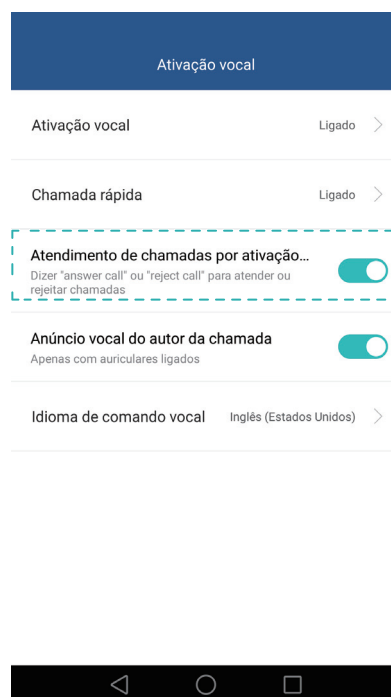 Ativação vocal
Ativação vocal Ligado
Chamada rápida Ligado
Atendimento de chamadas por ativação...
Dizer "answer call" ou "reject call" para atender ou
rejeitar chamadas
Anúncio vocal do autor da chamada
Apenas com auriculares ligados
Idioma de comando vocal Inglês (Estados Unidos)